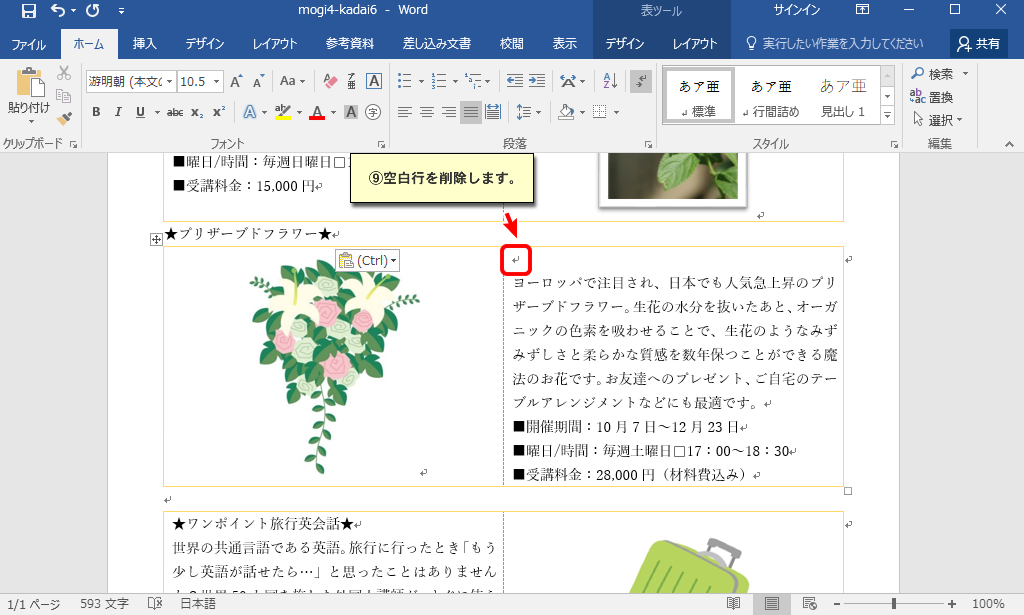 mogi4-kadai6 - Word
表ツール
サインイン
ファイル ホーム 挿入 デザイン レイアウト 参考資料 差し込み文書 校閲 表示 デザイン レイアウト 実行したい作業を入力してください 共有
貼り付け
游明朝 (本文( 10.5
A A Aa 亜 A
B I U abc x₂ x² A aby A A 字
あア亜 あア亜 あア亜
標準 行間詰め 見出し 1
検索
置換
選択
クリップボード フォント 段落 スタイル 編集
■曜日/時間：毎週日曜日□
■受講料金：15,000 円
⑨空白行を削除します。
★プリザーブドフラワー★
(Ctrl)
ヨーロッパで注目され、日本でも人気急上昇のプリ
ザーブドフラワー。生花の水分を抜いたあと、オーガ
ニックの色素を吸わせることで、生花のようなみず
みずしさと柔らかな質感を数年保つことができる魔
法のお花です。お友達へのプレゼント、ご自宅のテー
ブルアレンジメントなどにも最適です。
■開催期間：10 月 7 日～12 月 23 日
■曜日/時間：毎週土曜日□17：00～18：30
■受講料金：28,000 円（材料費込み）
★ワンポイント旅行英会話★
世界の共通言語である英語。旅行に行ったとき「もう
少し英語が話せたら…」と思ったことはありません
1/1 ページ 593 文字 日本語 100%